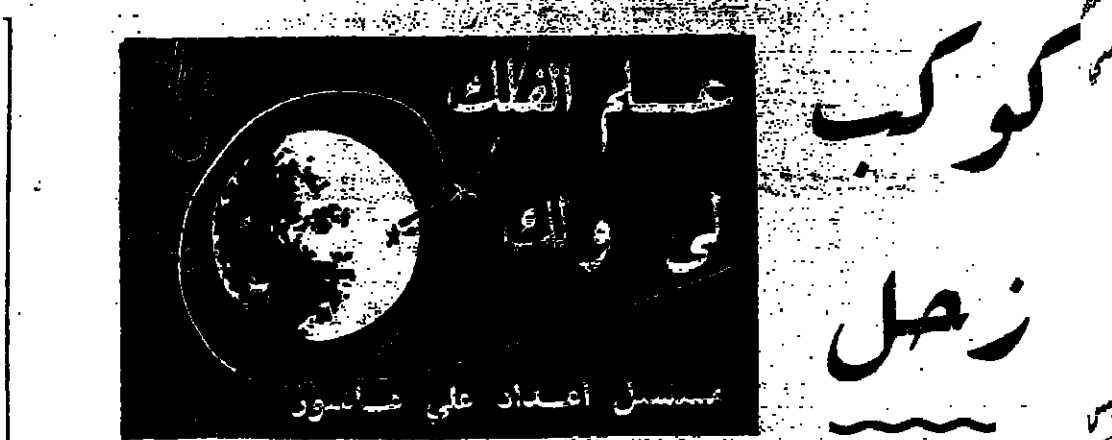 كوكب
زحل
علم الفلك
لي ولك
مسلسل أعداد علي عاشور